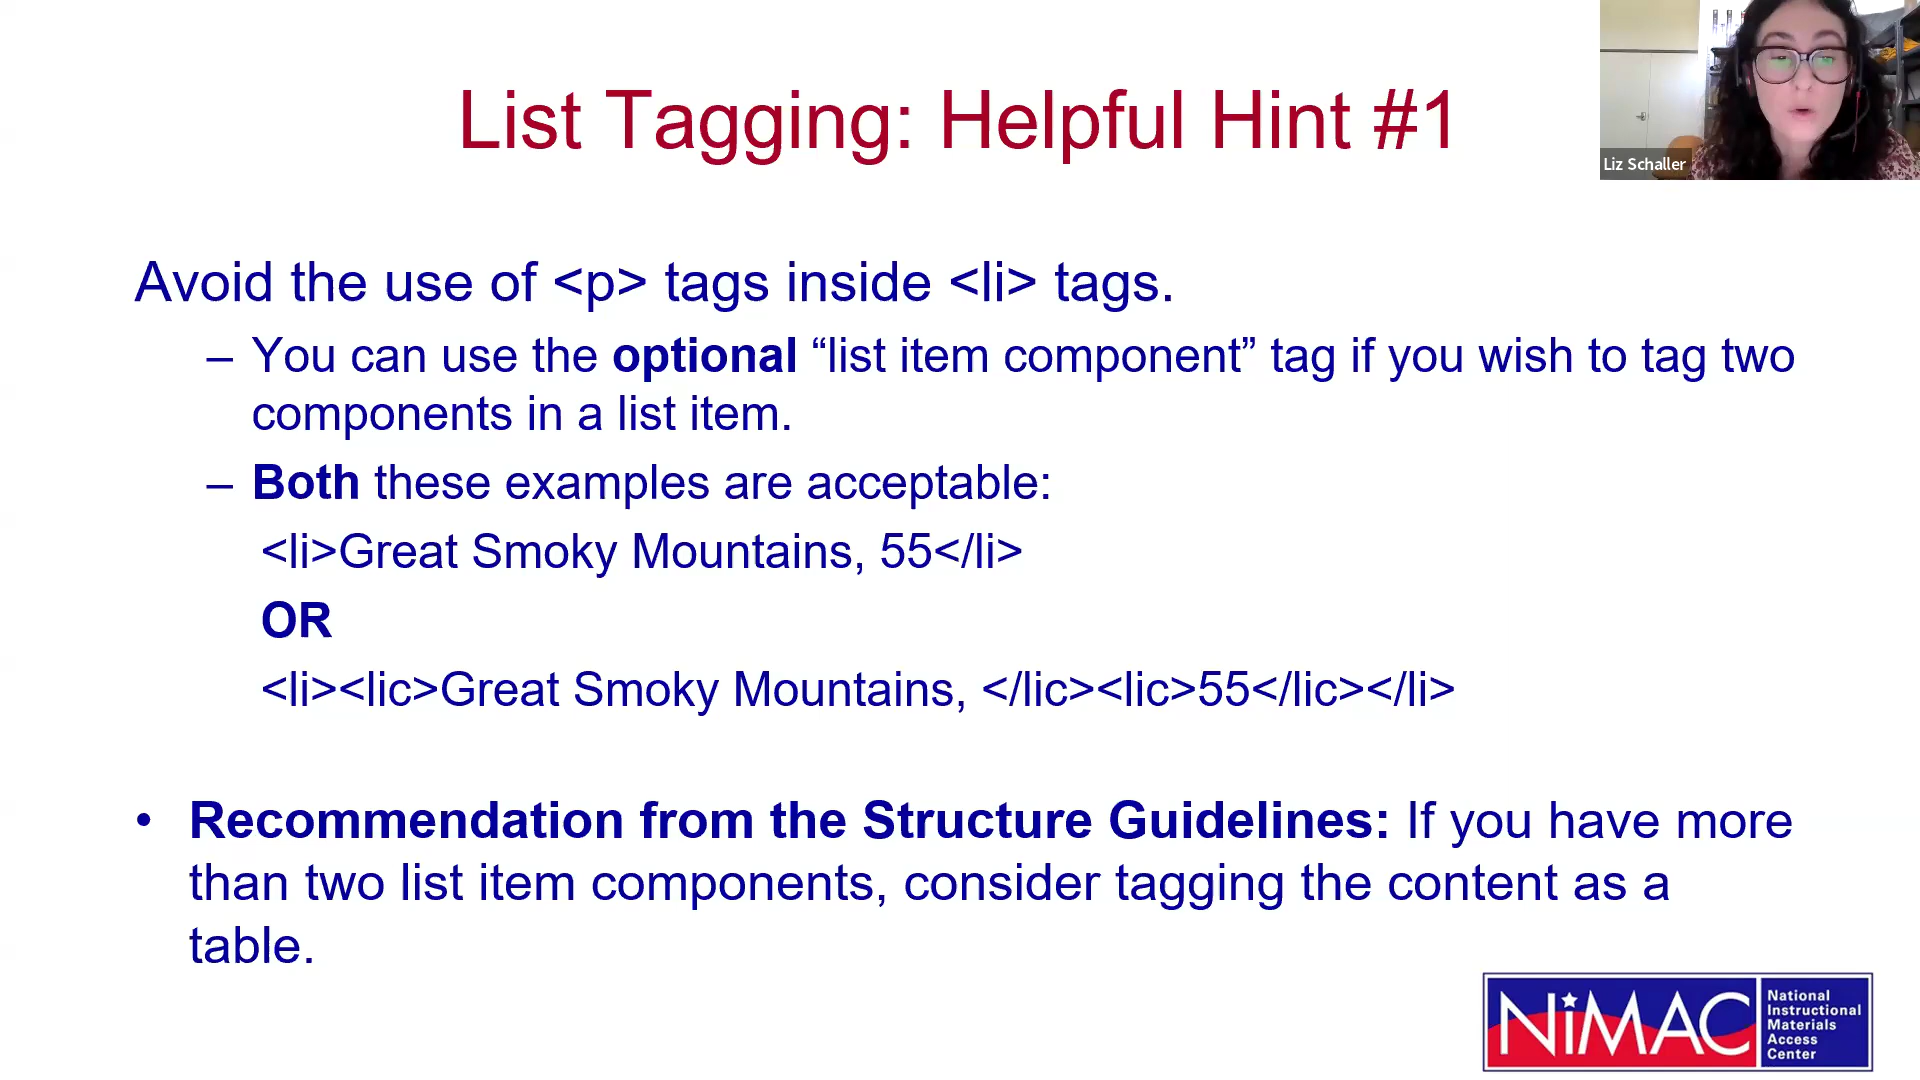 List Tagging: Helpful Hint #1
Liz Schaller
Avoid the use of <p> tags inside <li> tags.
– You can use the optional “list item component” tag if you wish to tag two
components in a list item.
– Both these examples are acceptable:
<li>Great Smoky Mountains, 55</li>
OR
<li><lic>Great Smoky Mountains, </lic><lic>55</lic></li>
• Recommendation from the Structure Guidelines: If you have more
than two list item components, consider tagging the content as a
table.
NiMAC
National
Instructional
Materials
Access
Center